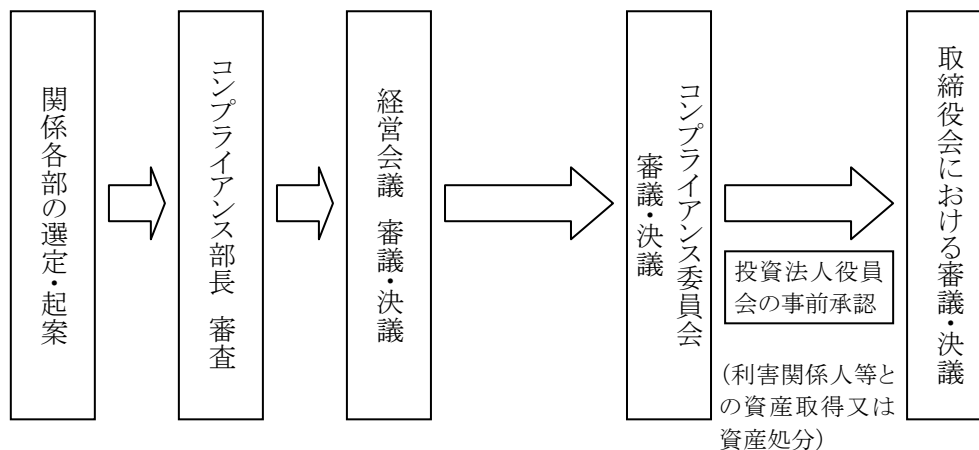 関係各部の選定・起案
コンプライアンス部長　審査
経営会議　審議・決議
コンプライアンス委員会
審議・決議
投資法人役員
会の事前承認
（利害関係人等と
の資産取得又は
資産処分）
取締役会における審議・決議